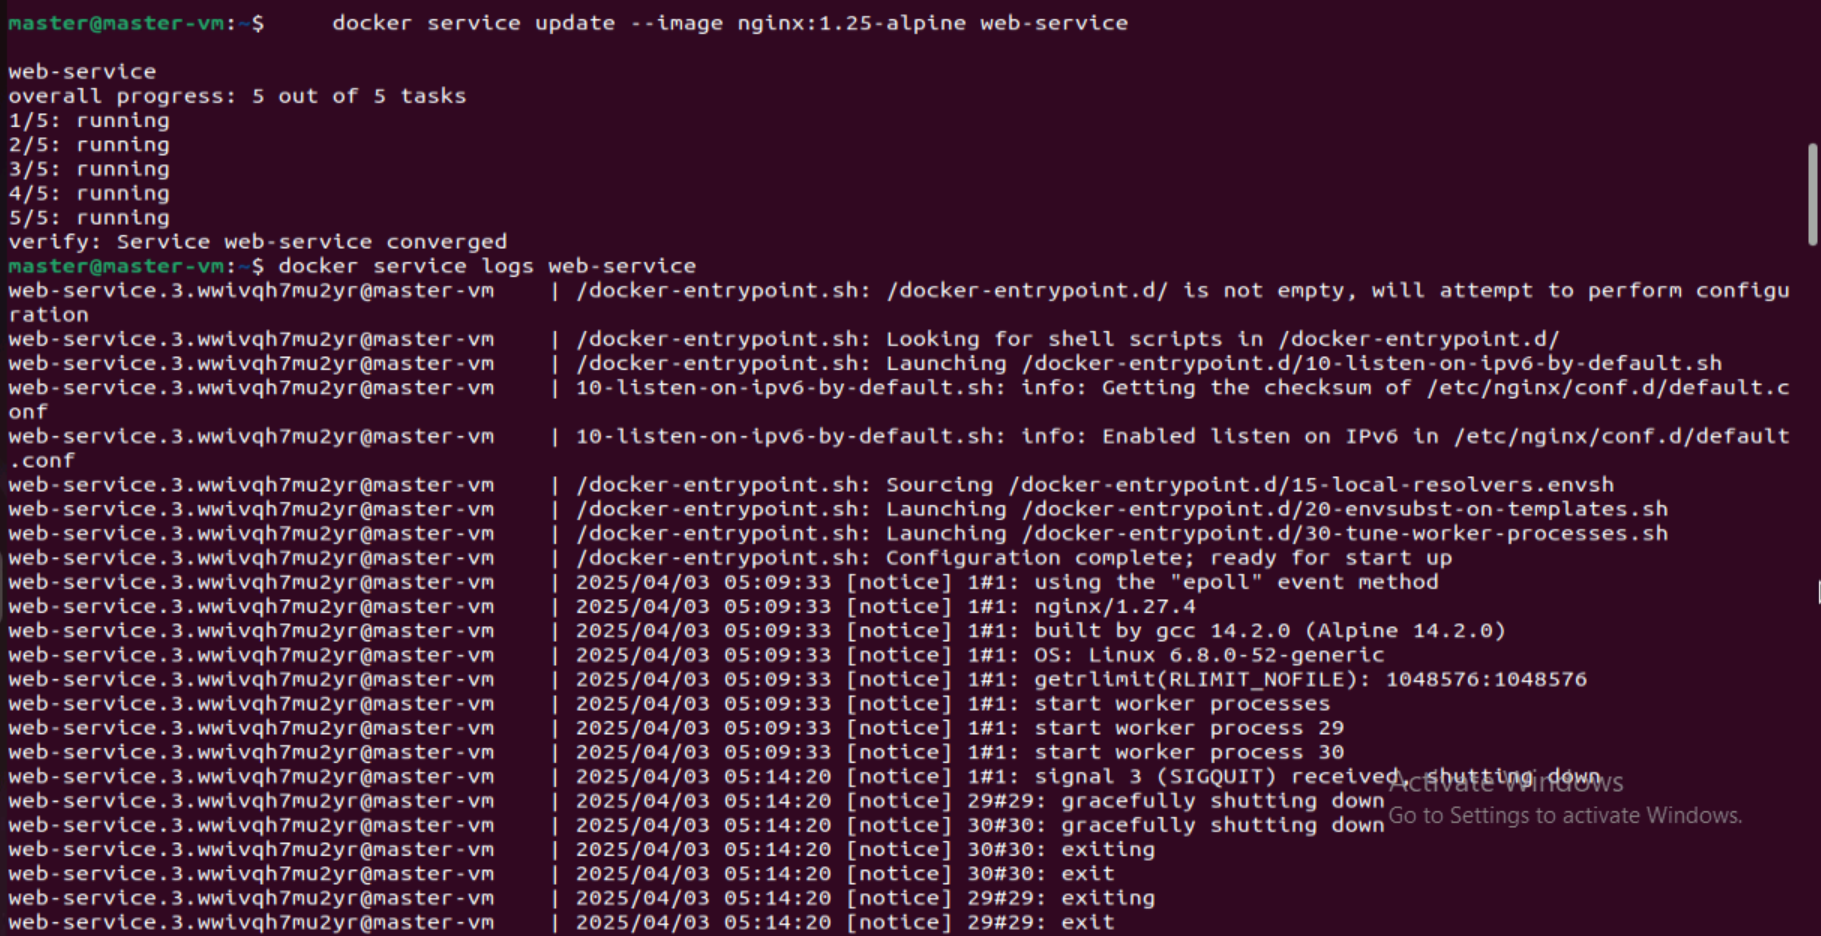 master@master-vm:~$     docker service update --image nginx:1.25-alpine web-service
web-service
overall progress: 5 out of 5 tasks
1/5: running
2/5: running
3/5: running
4/5: running
5/5: running
verify: Service web-service converged
master@master-vm:~$ docker service logs web-service
web-service.3.wwivqh7mu2yr@master-vm    | /docker-entrypoint.sh: /docker-entrypoint.d/ is not empty, will attempt to perform configu
ration
web-service.3.wwivqh7mu2yr@master-vm    | /docker-entrypoint.sh: Looking for shell scripts in /docker-entrypoint.d/
web-service.3.wwivqh7mu2yr@master-vm    | /docker-entrypoint.sh: Launching /docker-entrypoint.d/10-listen-on-ipv6-by-default.sh
web-service.3.wwivqh7mu2yr@master-vm    | 10-listen-on-ipv6-by-default.sh: info: Getting the checksum of /etc/nginx/conf.d/default.c
onf
web-service.3.wwivqh7mu2yr@master-vm    | 10-listen-on-ipv6-by-default.sh: info: Enabled listen on IPv6 in /etc/nginx/conf.d/default
.conf
web-service.3.wwivqh7mu2yr@master-vm    | /docker-entrypoint.sh: Sourcing /docker-entrypoint.d/15-local-resolvers.envsh
web-service.3.wwivqh7mu2yr@master-vm    | /docker-entrypoint.sh: Launching /docker-entrypoint.d/20-envsubst-on-templates.sh
web-service.3.wwivqh7mu2yr@master-vm    | /docker-entrypoint.sh: Launching /docker-entrypoint.d/30-tune-worker-processes.sh
web-service.3.wwivqh7mu2yr@master-vm    | /docker-entrypoint.sh: Configuration complete; ready for start up
web-service.3.wwivqh7mu2yr@master-vm    | 2025/04/03 05:09:33 [notice] 1#1: using the "epoll" event method
web-service.3.wwivqh7mu2yr@master-vm    | 2025/04/03 05:09:33 [notice] 1#1: nginx/1.27.4
web-service.3.wwivqh7mu2yr@master-vm    | 2025/04/03 05:09:33 [notice] 1#1: built by gcc 14.2.0 (Alpine 14.2.0)
web-service.3.wwivqh7mu2yr@master-vm    | 2025/04/03 05:09:33 [notice] 1#1: OS: Linux 6.8.0-52-generic
web-service.3.wwivqh7mu2yr@master-vm    | 2025/04/03 05:09:33 [notice] 1#1: getrlimit(RLIMIT_NOFILE): 1048576:1048576
web-service.3.wwivqh7mu2yr@master-vm    | 2025/04/03 05:09:33 [notice] 1#1: start worker processes
web-service.3.wwivqh7mu2yr@master-vm    | 2025/04/03 05:09:33 [notice] 1#1: start worker process 29
web-service.3.wwivqh7mu2yr@master-vm    | 2025/04/03 05:09:33 [notice] 1#1: start worker process 30
web-service.3.wwivqh7mu2yr@master-vm    | 2025/04/03 05:14:20 [notice] 1#1: signal 3 (SIGQUIT) received, shutting down
web-service.3.wwivqh7mu2yr@master-vm    | 2025/04/03 05:14:20 [notice] 29#29: gracefully shutting down
web-service.3.wwivqh7mu2yr@master-vm    | 2025/04/03 05:14:20 [notice] 30#30: gracefully shutting down
web-service.3.wwivqh7mu2yr@master-vm    | 2025/04/03 05:14:20 [notice] 30#30: exiting
web-service.3.wwivqh7mu2yr@master-vm    | 2025/04/03 05:14:20 [notice] 30#30: exit
web-service.3.wwivqh7mu2yr@master-vm    | 2025/04/03 05:14:20 [notice] 29#29: exiting
web-service.3.wwivqh7mu2yr@master-vm    | 2025/04/03 05:14:20 [notice] 29#29: exit
Activate Windows
Go to Settings to activate Windows.